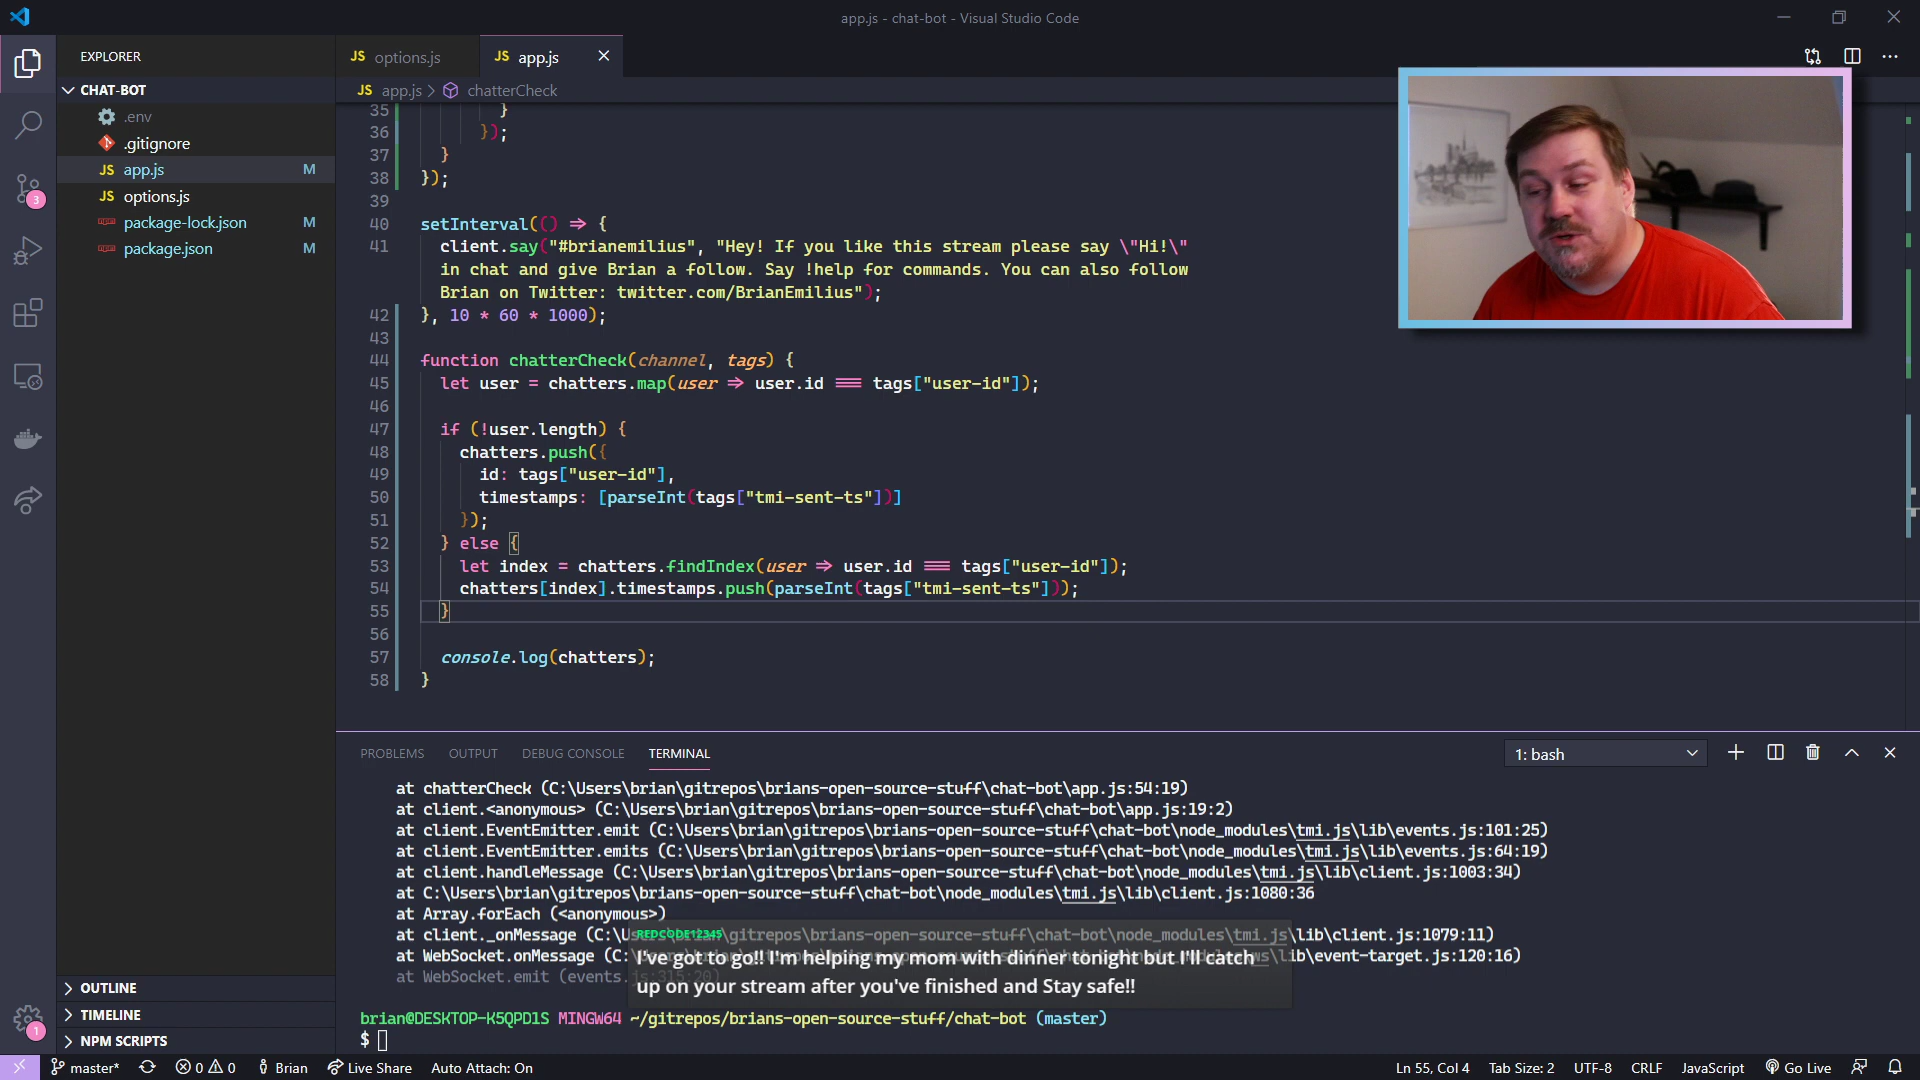 app.js - chat-bot - Visual Studio Code
EXPLORER
CHAT-BOT
.env
.gitignore
JS app.js M
JS options.js
package-lock.json M
package.json M
OUTLINE
TIMELINE
NPM SCRIPTS
3
1
JS options.js
JS app.js
JS app.js > chatterCheck
35 }
36 });
37 }
38 });
39
40 setInterval(() => {
41 client.say("#brianemilius", "Hey! If you like this stream please say \"Hi!\"
in chat and give Brian a follow. Say !help for commands. You can also follow
Brian on Twitter: twitter.com/BrianEmilius");
42 }, 10 * 60 * 1000);
43
44 function chatterCheck(channel, tags) {
45 let user = chatters.map(user => user.id === tags["user-id"]);
46
47 if (!user.length) {
48 chatters.push({
49 id: tags["user-id"],
50 timestamps: [parseInt(tags["tmi-sent-ts"])]
51 });
52 } else {
53 let index = chatters.findIndex(user => user.id === tags["user-id"]);
54 chatters[index].timestamps.push(parseInt(tags["tmi-sent-ts"]));
55 }
56
57 console.log(chatters);
58 }
PROBLEMS OUTPUT DEBUG CONSOLE TERMINAL 1: bash
at chatterCheck (C:\Users\brian\gitrepos\brians-open-source-stuff\chat-bot\app.js:54:19)
at client.<anonymous> (C:\Users\brian\gitrepos\brians-open-source-stuff\chat-bot\app.js:19:2)
at client.EventEmitter.emit (C:\Users\brian\gitrepos\brians-open-source-stuff\chat-bot\node_modules\tmi.js\lib\events.js:101:25)
at client.EventEmitter.emits (C:\Users\brian\gitrepos\brians-open-source-stuff\chat-bot\node_modules\tmi.js\lib\events.js:64:19)
at client.handleMessage (C:\Users\brian\gitrepos\brians-open-source-stuff\chat-bot\node_modules\tmi.js\lib\client.js:1003:34)
at C:\Users\brian\gitrepos\brians-open-source-stuff\chat-bot\node_modules\tmi.js\lib\client.js:1080:36
at Array.forEach (<anonymous>)
at client._onMessage (C:\Users\brian\gitrepos\brians-open-source-stuff\chat-bot\node_modules\tmi.js\lib\client.js:1079:11)
at WebSocket.onMessage (C: \lib\event-target.js:120:16)
at WebSocket.emit (events.js:315:20)
REDCODE12345
I've got to go!! I'm helping my mom with dinner tonight but I'll catch
up on your stream after you've finished and Stay safe!!
brian@DESKTOP-K5QPD1S MINGW64 ~/gitrepos/brians-open-source-stuff/chat-bot (master)
$
master* 0 0 Brian Live Share Auto Attach: On Ln 55, Col 4 Tab Size: 2 UTF-8 CRLF JavaScript Go Live